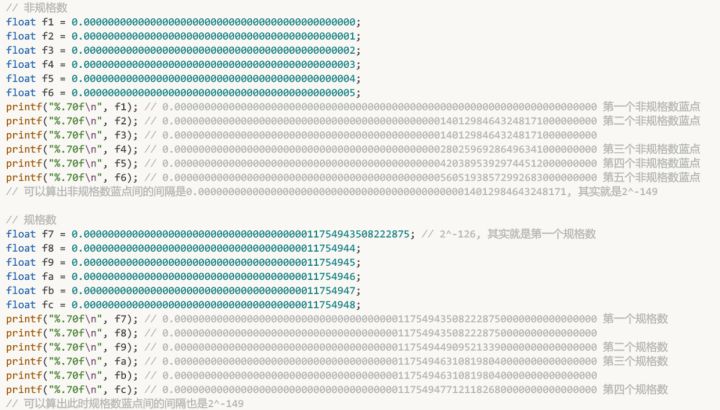 // 非规格数
float f1 = 0.000000000000000000000000000000000000000000000;
float f2 = 0.000000000000000000000000000000000000000000001;
float f3 = 0.000000000000000000000000000000000000000000002;
float f4 = 0.000000000000000000000000000000000000000000003;
float f5 = 0.000000000000000000000000000000000000000000004;
float f6 = 0.000000000000000000000000000000000000000000005;
printf("%.70f\n", f1); // 0.0000000000000000000000000000000000000000000000000000000000000000000000 第一个非规格数蓝点
printf("%.70f\n", f2); // 0.0000000000000000000000000000000000000000000014012984643248171000000000 第二个非规格数蓝点
printf("%.70f\n", f3); // 0.0000000000000000000000000000000000000000000014012984643248171000000000
printf("%.70f\n", f4); // 0.0000000000000000000000000000000000000000000028025969286496341000000000 第三个非规格数蓝点
printf("%.70f\n", f5); // 0.0000000000000000000000000000000000000000000042038953929744512000000000 第四个非规格数蓝点
printf("%.70f\n", f6); // 0.0000000000000000000000000000000000000000000056051938572992683000000000 第五个非规格数蓝点
// 可以算出非规格数蓝点间的间隔是0.0000000000000000000000000000000000000000000014012984643248171，其实就是2^-149
// 规格数
float f7 = 0.000000000000000000000000000000000000011754943508222875; // 2^-126，其实就是第一个规格数
float f8 = 0.000000000000000000000000000000000000011754944;
float f9 = 0.000000000000000000000000000000000000011754945;
float fa = 0.000000000000000000000000000000000000011754946;
float fb = 0.000000000000000000000000000000000000011754947;
float fc = 0.000000000000000000000000000000000000011754948;
printf("%.70f\n", f7); // 0.0000000000000000000000000000000000000117549435082228750000000000000000 第一个规格数
printf("%.70f\n", f8); // 0.0000000000000000000000000000000000000117549435082228750000000000000000
printf("%.70f\n", f9); // 0.0000000000000000000000000000000000000117549449095213390000000000000000 第二个规格数
printf("%.70f\n", fa); // 0.0000000000000000000000000000000000000117549463108198040000000000000000 第三个规格数
printf("%.70f\n", fb); // 0.0000000000000000000000000000000000000117549463108198040000000000000000
printf("%.70f\n", fc); // 0.0000000000000000000000000000000000000117549477121182680000000000000000 第四个规格数
// 可以算出此时规格数蓝点间的间隔也是2^-149